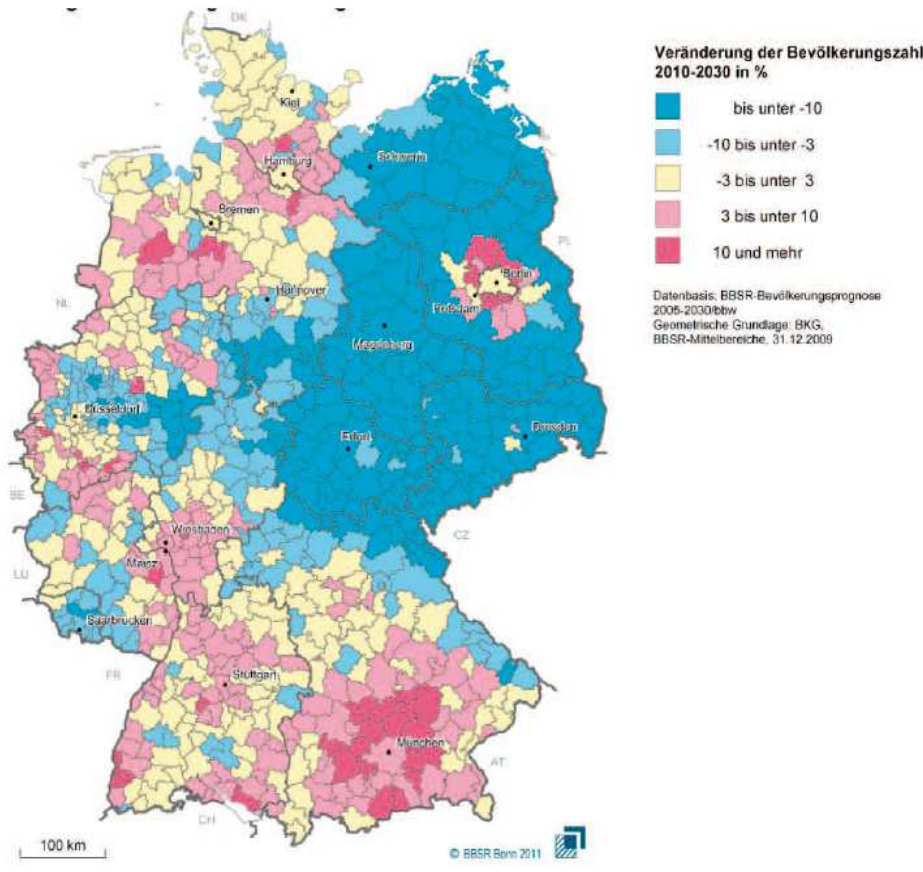 DK
Kiel
Hamburg
Schwerin
Bremen
PL
Berlin
Hannover
Potsdam
NL
Magdeburg
Düsseldorf
Erfurt
Dresden
BE
Wiesbaden
CZ
Mainz
LU
Saarbrücken
FR
Stuttgart
München
AT
CH
100 km
© BBSR Bonn 2011
Veränderung der Bevölkerungszahl
2010-2030 in %
bis unter -10
-10 bis unter -3
-3 bis unter 3
3 bis unter 10
10 und mehr
Datenbasis: BBSR-Bevölkerungsprognose
2005-2030/bbw
Geometrische Grundlage: BKG,
BBSR-Mittelbereiche, 31.12.2009